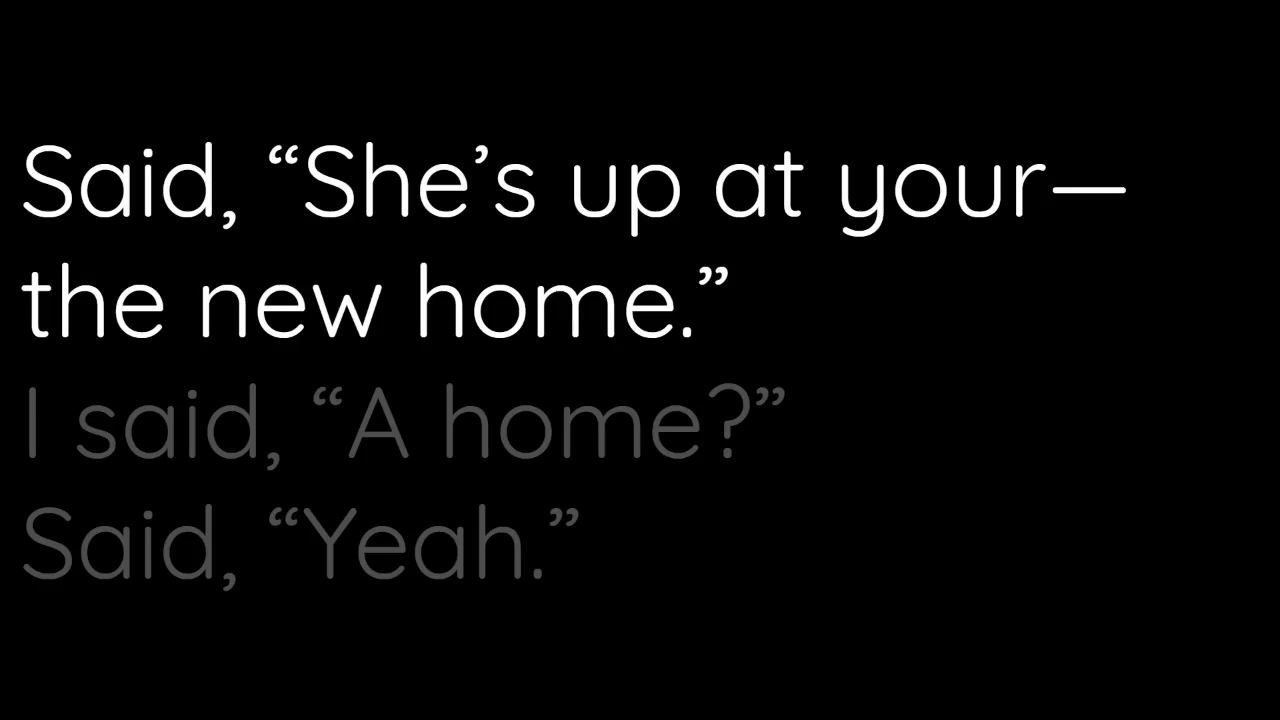 Said, “She’s up at your—
the new home.”
I said, “A home?”
Said, “Yeah.”